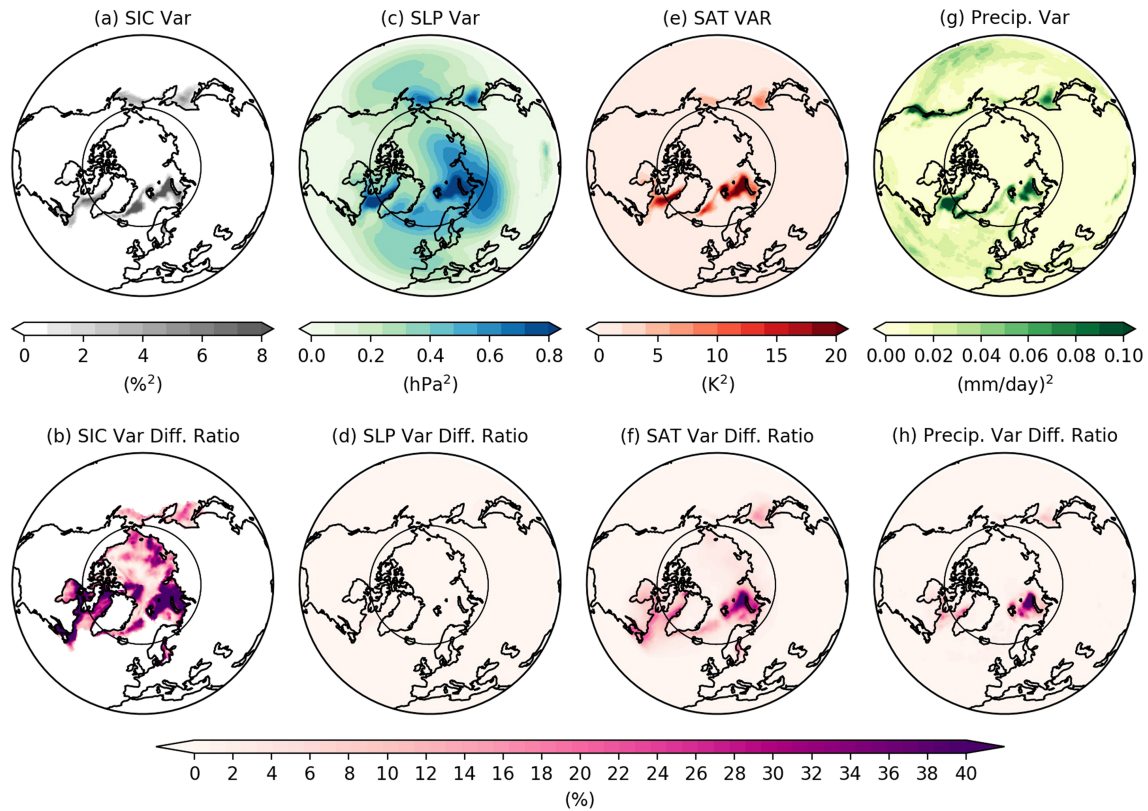 (a) SIC Var
(c) SLP Var
(e) SAT VAR
(g) Precip. Var
0 2 4 6 8
(%²)
0.0 0.2 0.4 0.6 0.8
(hPa²)
0 5 10 15 20
(K²)
0.00 0.02 0.04 0.06 0.08 0.10
(mm/day)²
(b) SIC Var Diff. Ratio
(d) SLP Var Diff. Ratio
(f) SAT Var Diff. Ratio
(h) Precip. Var Diff. Ratio
0 2 4 6 8 10 12 14 16 18 20 22 24 26 28 30 32 34 36 38 40
(%)